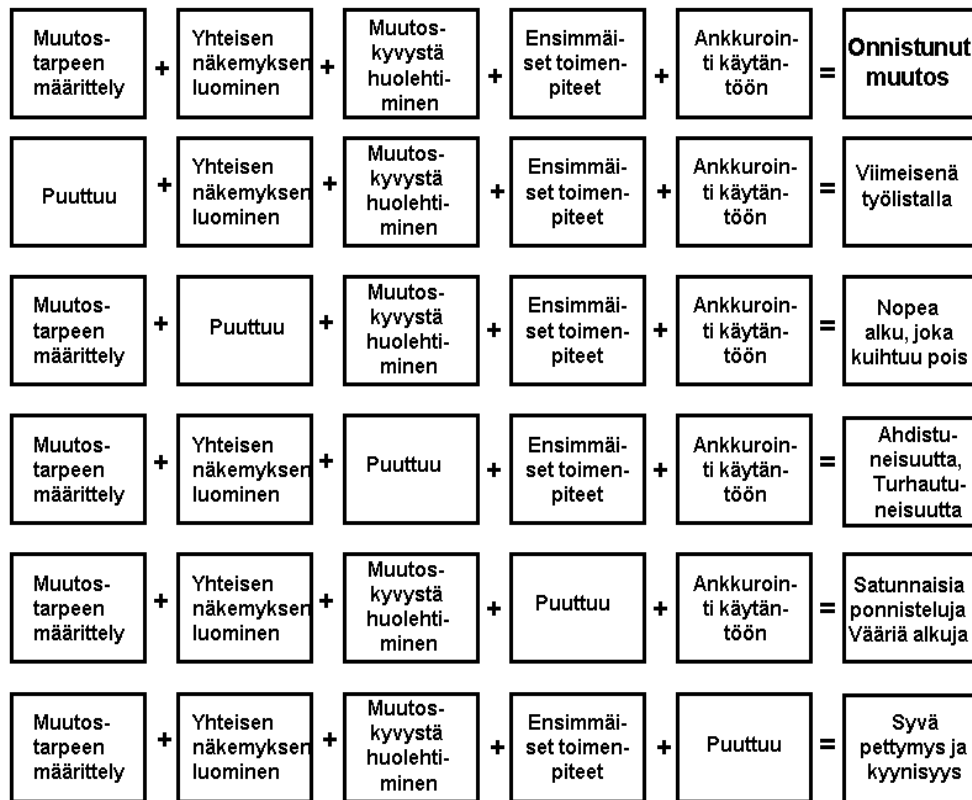 Muutos-
tarpeen
määrittely
+
Yhteisen
näkemyksen
luominen
+
Muutos-
kyvystä
huolehti-
minen
+
Ensimmäi-
set toimen-
piteet
+
Ankkuroin-
ti käytän-
töön
=
Onnistunut
muutos
Puuttuu
+
Yhteisen
näkemyksen
luominen
+
Muutos-
kyvystä
huolehti-
minen
+
Ensimmäi-
set toimen-
piteet
+
Ankkuroin-
ti käytän-
töön
=
Viimeisenä
työlistalla
Muutos-
tarpeen
määrittely
+
Puuttuu
+
Muutos-
kyvystä
huolehti-
minen
+
Ensimmäi-
set toimen-
piteet
+
Ankkuroin-
ti käytän-
töön
=
Nopea
alku, joka
kuihtuu pois
Muutos-
tarpeen
määrittely
+
Yhteisen
näkemyksen
luominen
+
Puuttuu
+
Ensimmäi-
set toimen-
piteet
+
Ankkuroin-
ti käytän-
töön
=
Ahdistu-
neisuutta,
Turhautu-
neisuutta
Muutos-
tarpeen
määrittely
+
Yhteisen
näkemyksen
luominen
+
Muutos-
kyvystä
huolehti-
minen
+
Puuttuu
+
Ankkuroin-
ti käytän-
töön
=
Satunnaisia
ponnisteluja
Vääriä alkuja
Muutos-
tarpeen
määrittely
+
Yhteisen
näkemyksen
luominen
+
Muutos-
kyvystä
huolehti-
minen
+
Ensimmäi-
set toimen-
piteet
+
Puuttuu
=
Syvä
pettymys ja
kyynisyys